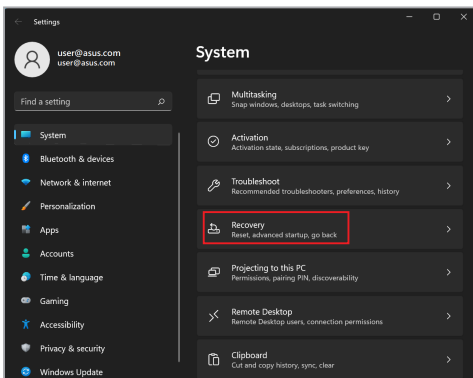 Settings
user@asus.com
user@asus.com
Find a setting
System
Bluetooth & devices
Network & internet
Personalization
Apps
Accounts
Time & language
Gaming
Accessibility
Privacy & security
Windows Update
System
Multitasking
Snap windows, desktops, task switching
Activation
Activation state, subscriptions, product key
Troubleshoot
Recommended troubleshooters, preferences, history
Recovery
Reset, advanced startup, go back
Projecting to this PC
Permissions, pairing PIN, discoverability
Remote Desktop
Remote Desktop users, connection permissions
Clipboard
Cut and copy history, sync, clear